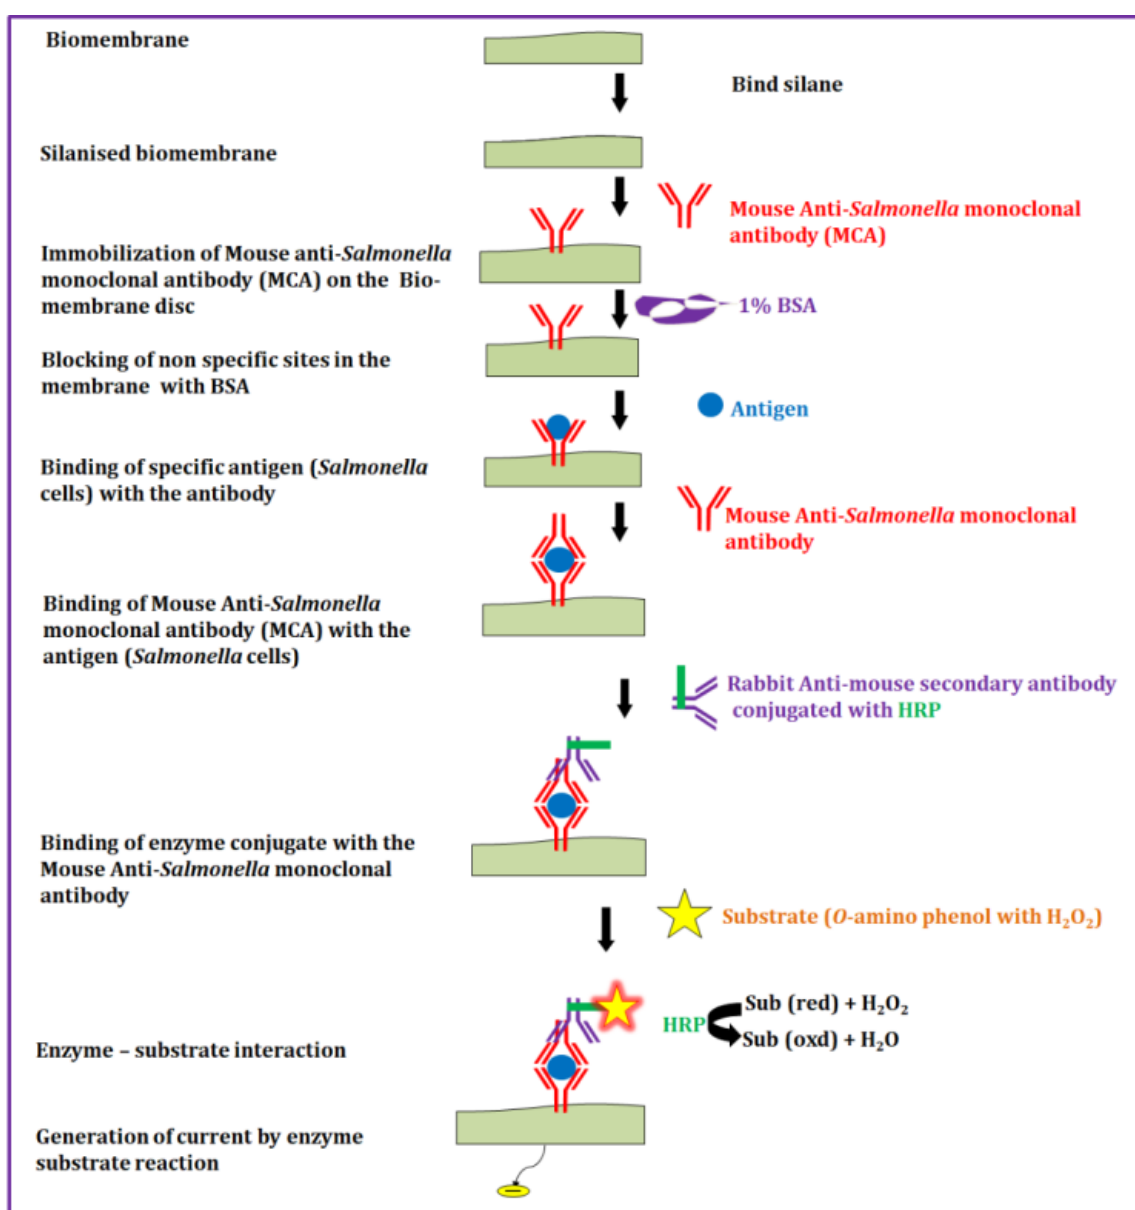 Biomembrane
Bind silane
Silanised biomembrane
Mouse Anti-Salmonella monoclonal
antibody (MCA)
Immobilization of Mouse anti-Salmonella
monoclonal antibody (MCA) on the Bio-
membrane disc
1% BSA
Blocking of non specific sites in the
membrane with BSA
Antigen
Binding of specific antigen (Salmonella
cells) with the antibody
Mouse Anti-Salmonella monoclonal
antibody
Binding of Mouse Anti-Salmonella
monoclonal antibody (MCA) with the
antigen (Salmonella cells)
Rabbit Anti-mouse secondary antibody
conjugated with HRP
Binding of enzyme conjugate with the
Mouse Anti-Salmonella monoclonal
antibody
Substrate (O-amino phenol with H₂O₂)
Sub (red) + H₂O₂
HRP
Sub (oxd) + H₂O
Enzyme – substrate interaction
Generation of current by enzyme
substrate reaction
−